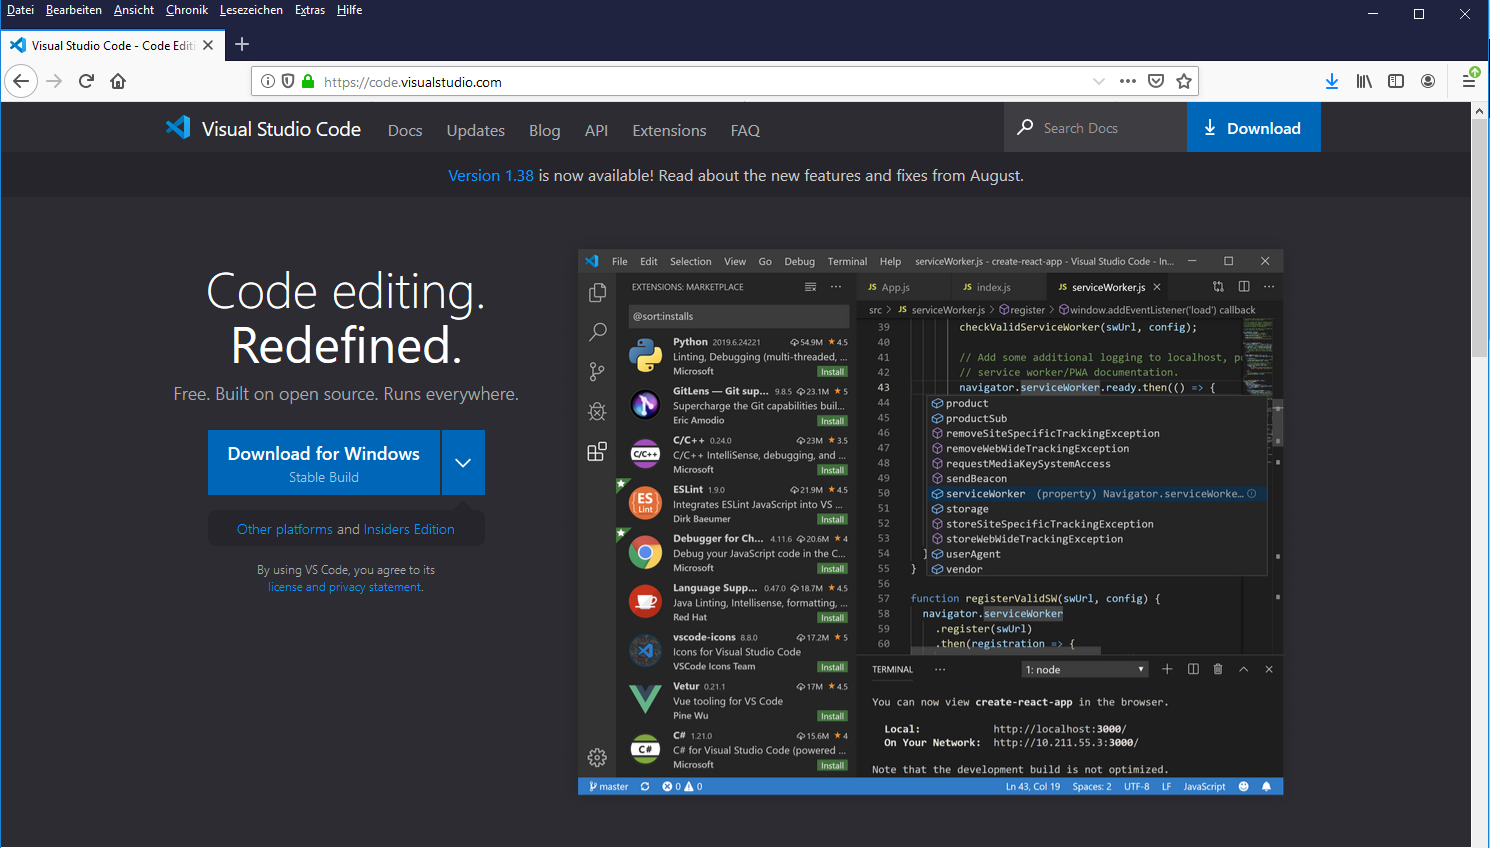 Datei Bearbeiten Ansicht Chronik Lesezeichen Extras Hilfe
Visual Studio Code - Code Edit
https://code.visualstudio.com
Visual Studio Code Docs Updates Blog API Extensions FAQ Search Docs Download
Version 1.38 is now available! Read about the new features and fixes from August.
Code editing.
Redefined.
Free. Built on open source. Runs everywhere.
Download for Windows
Stable Build
Other platforms and Insiders Edition
By using VS Code, you agree to its
license and privacy statement.
File Edit Selection View Go Debug Terminal Help serviceWorker.js - create-react-app - Visual Studio Code - In...
EXTENSIONS: MARKETPLACE
@sort:installs
Python 2019.6.24221 54.9M 4.5
Linting, Debugging (multi-threaded, ...
Microsoft Install
GitLens — Git sup... 9.8.5 23.1M 5
Supercharge the Git capabilities buil...
Eric Amodio Install
C/C++ 0.24.0 23M 3.5
C/C++ IntelliSense, debugging, and ...
Microsoft Install
ESLint 1.9.0 21.9M 4.5
Integrates ESLint JavaScript into VS ...
Dirk Baeumer Install
Debugger for Ch... 4.11.6 20.6M 4
Debug your JavaScript code in the C...
Microsoft Install
Language Supp... 0.47.0 18.7M 4.5
Java Linting, Intellisense, formatting, ...
Red Hat Install
vscode-icons 8.8.0 17.2M 5
Icons for Visual Studio Code
VSCode Icons Team Install
Vetur 0.21.1 17M 4.5
Vue tooling for VS Code
Pine Wu Install
C# 1.21.0 15.6M 4
C# for Visual Studio Code (powered ...
Microsoft Install
C/C++
ES
Lint
C#
JS App.js JS index.js JS serviceWorker.js
src > JS serviceWorker.js > register > window.addEventListener('load') callback
39 checkValidServiceWorker(swUrl, config);
40
41 // Add some additional logging to localhost, po
42 // service worker/PWA documentation.
43 navigator.serviceWorker.ready.then(() => {
44 product
45 productSub
46 removeSiteSpecificTrackingException
47 removeWebWideTrackingException
48 requestMediaKeySystemAccess
49 sendBeacon
50 serviceWorker (property) Navigator.serviceWorke...
51 storage
52 storeSiteSpecificTrackingException
53 storeWebWideTrackingException
54 } userAgent
55 } vendor
56
57 function registerValidSW(swUrl, config) {
58 navigator.serviceWorker
59 .register(swUrl)
60 .then(registration => {
TERMINAL ... 1: node
You can now view create-react-app in the browser.
Local: http://localhost:3000/
On Your Network: http://10.211.55.3:3000/
Note that the development build is not optimized.
master 0 0 Ln 43, Col 19 Spaces: 2 UTF-8 LF JavaScript